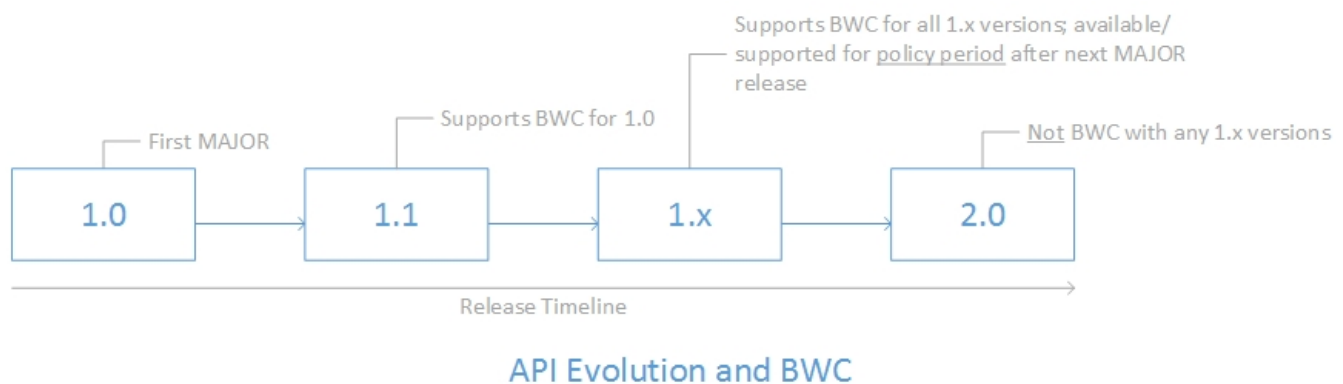 Supports BWC for all 1.x versions; available/
supported for policy period after next MAJOR
release
Supports BWC for 1.0
First MAJOR
Not BWC with any 1.x versions
1.0
1.1
1.x
2.0
Release Timeline
API Evolution and BWC